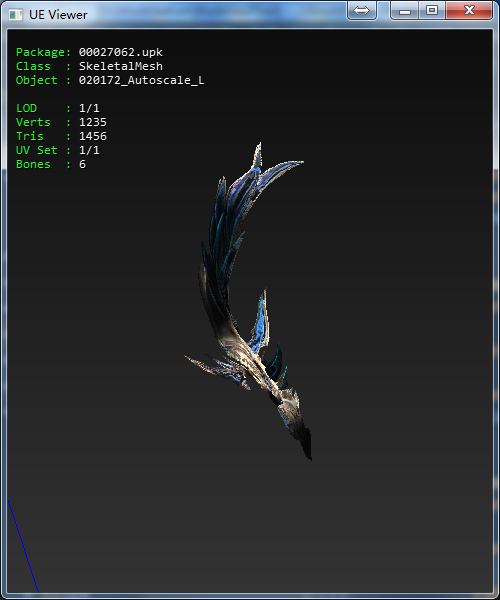 UE Viewer
Package: 00027062.upk
Class : SkeletalMesh
Object : 020172_Autoscale_L
LOD : 1/1
Verts : 1235
Tris : 1456
UV Set : 1/1
Bones : 6